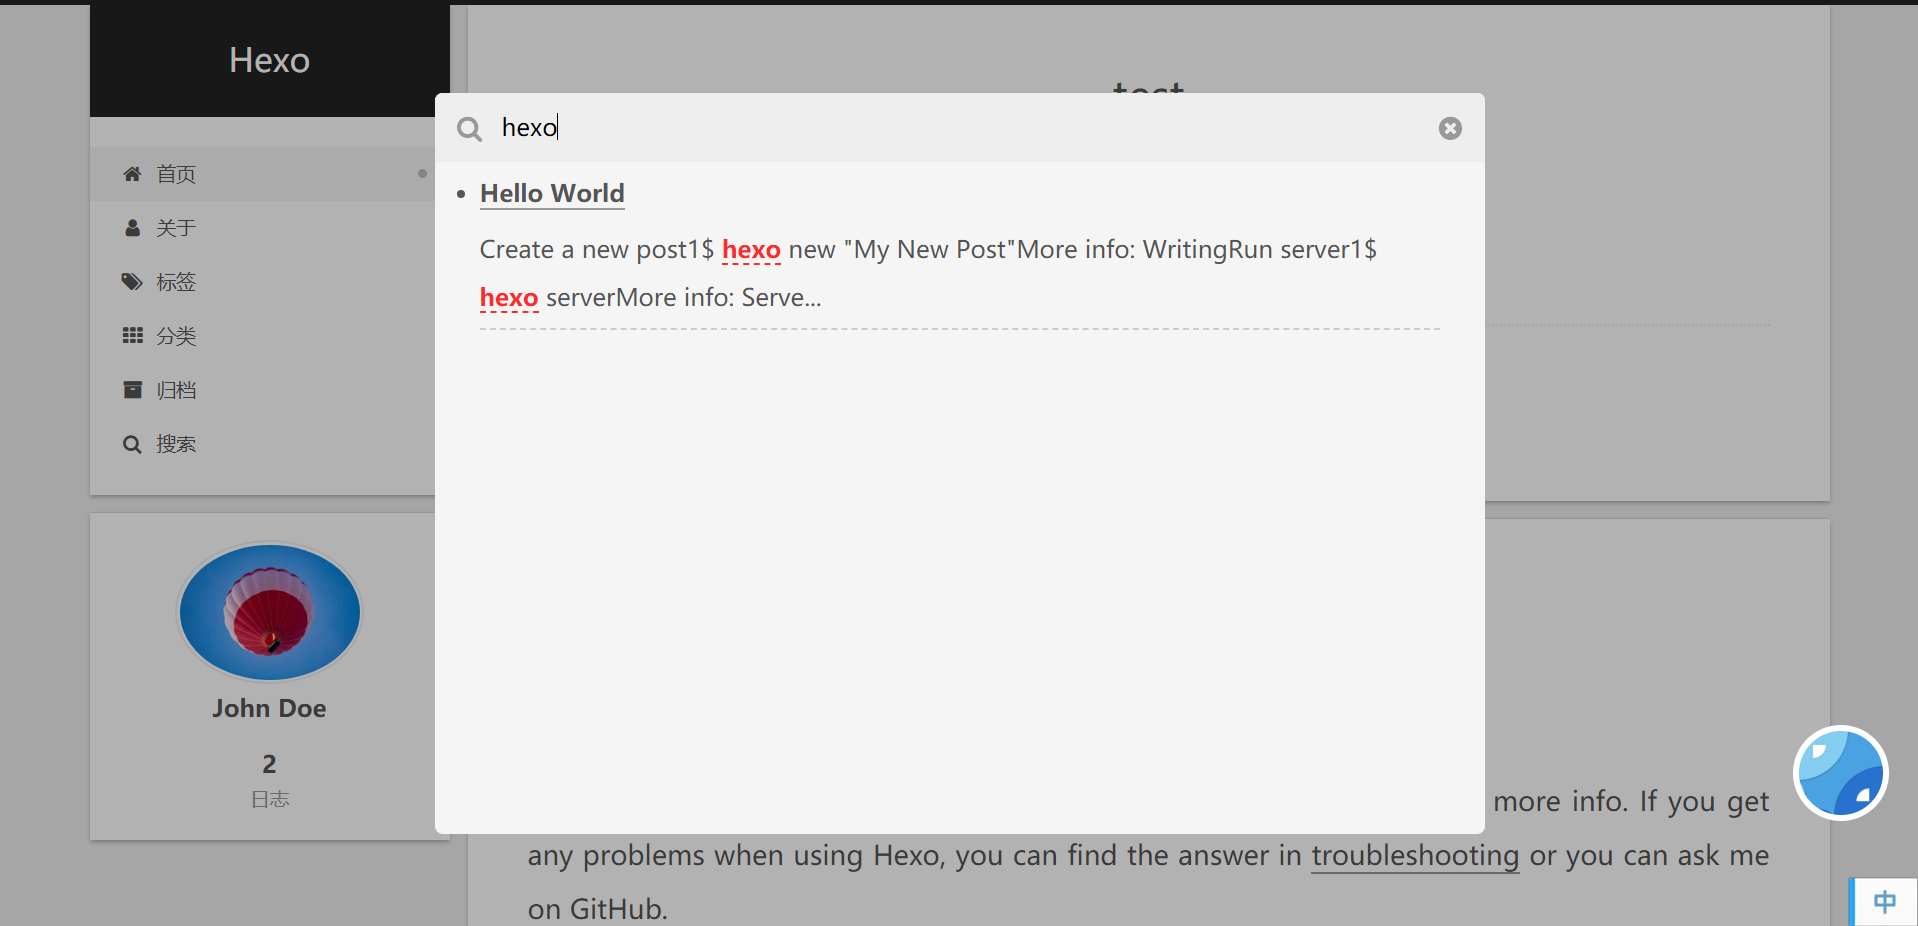 Hexo
首页
关于
标签
分类
归档
搜索
John Doe
2
日志
test
hexo
Hello World
Create a new post1$ hexo new "My New Post"More info: WritingRun server1$
hexo serverMore info: Serve...
more info. If you get
any problems when using Hexo, you can find the answer in troubleshooting or you can ask me
on GitHub.
中